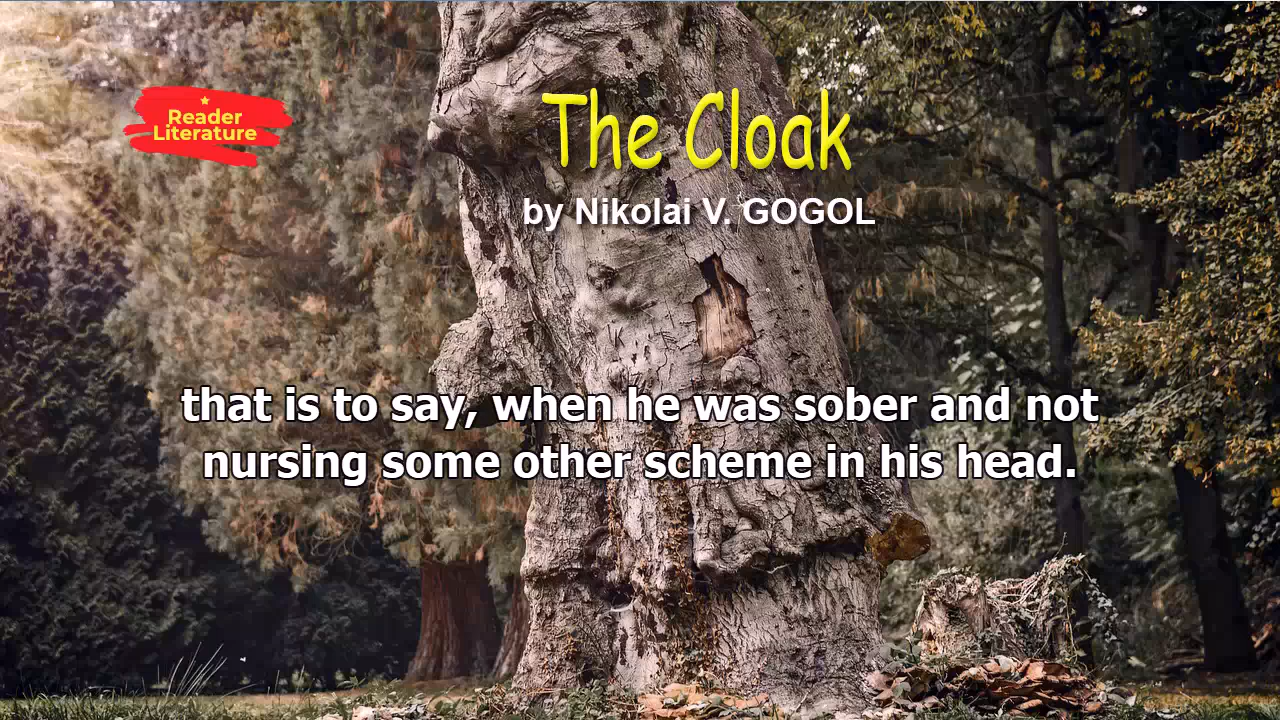 Reader
Literature
The Cloak
by Nikolai V. GOGOL
that is to say, when he was sober and not
nursing some other scheme in his head.